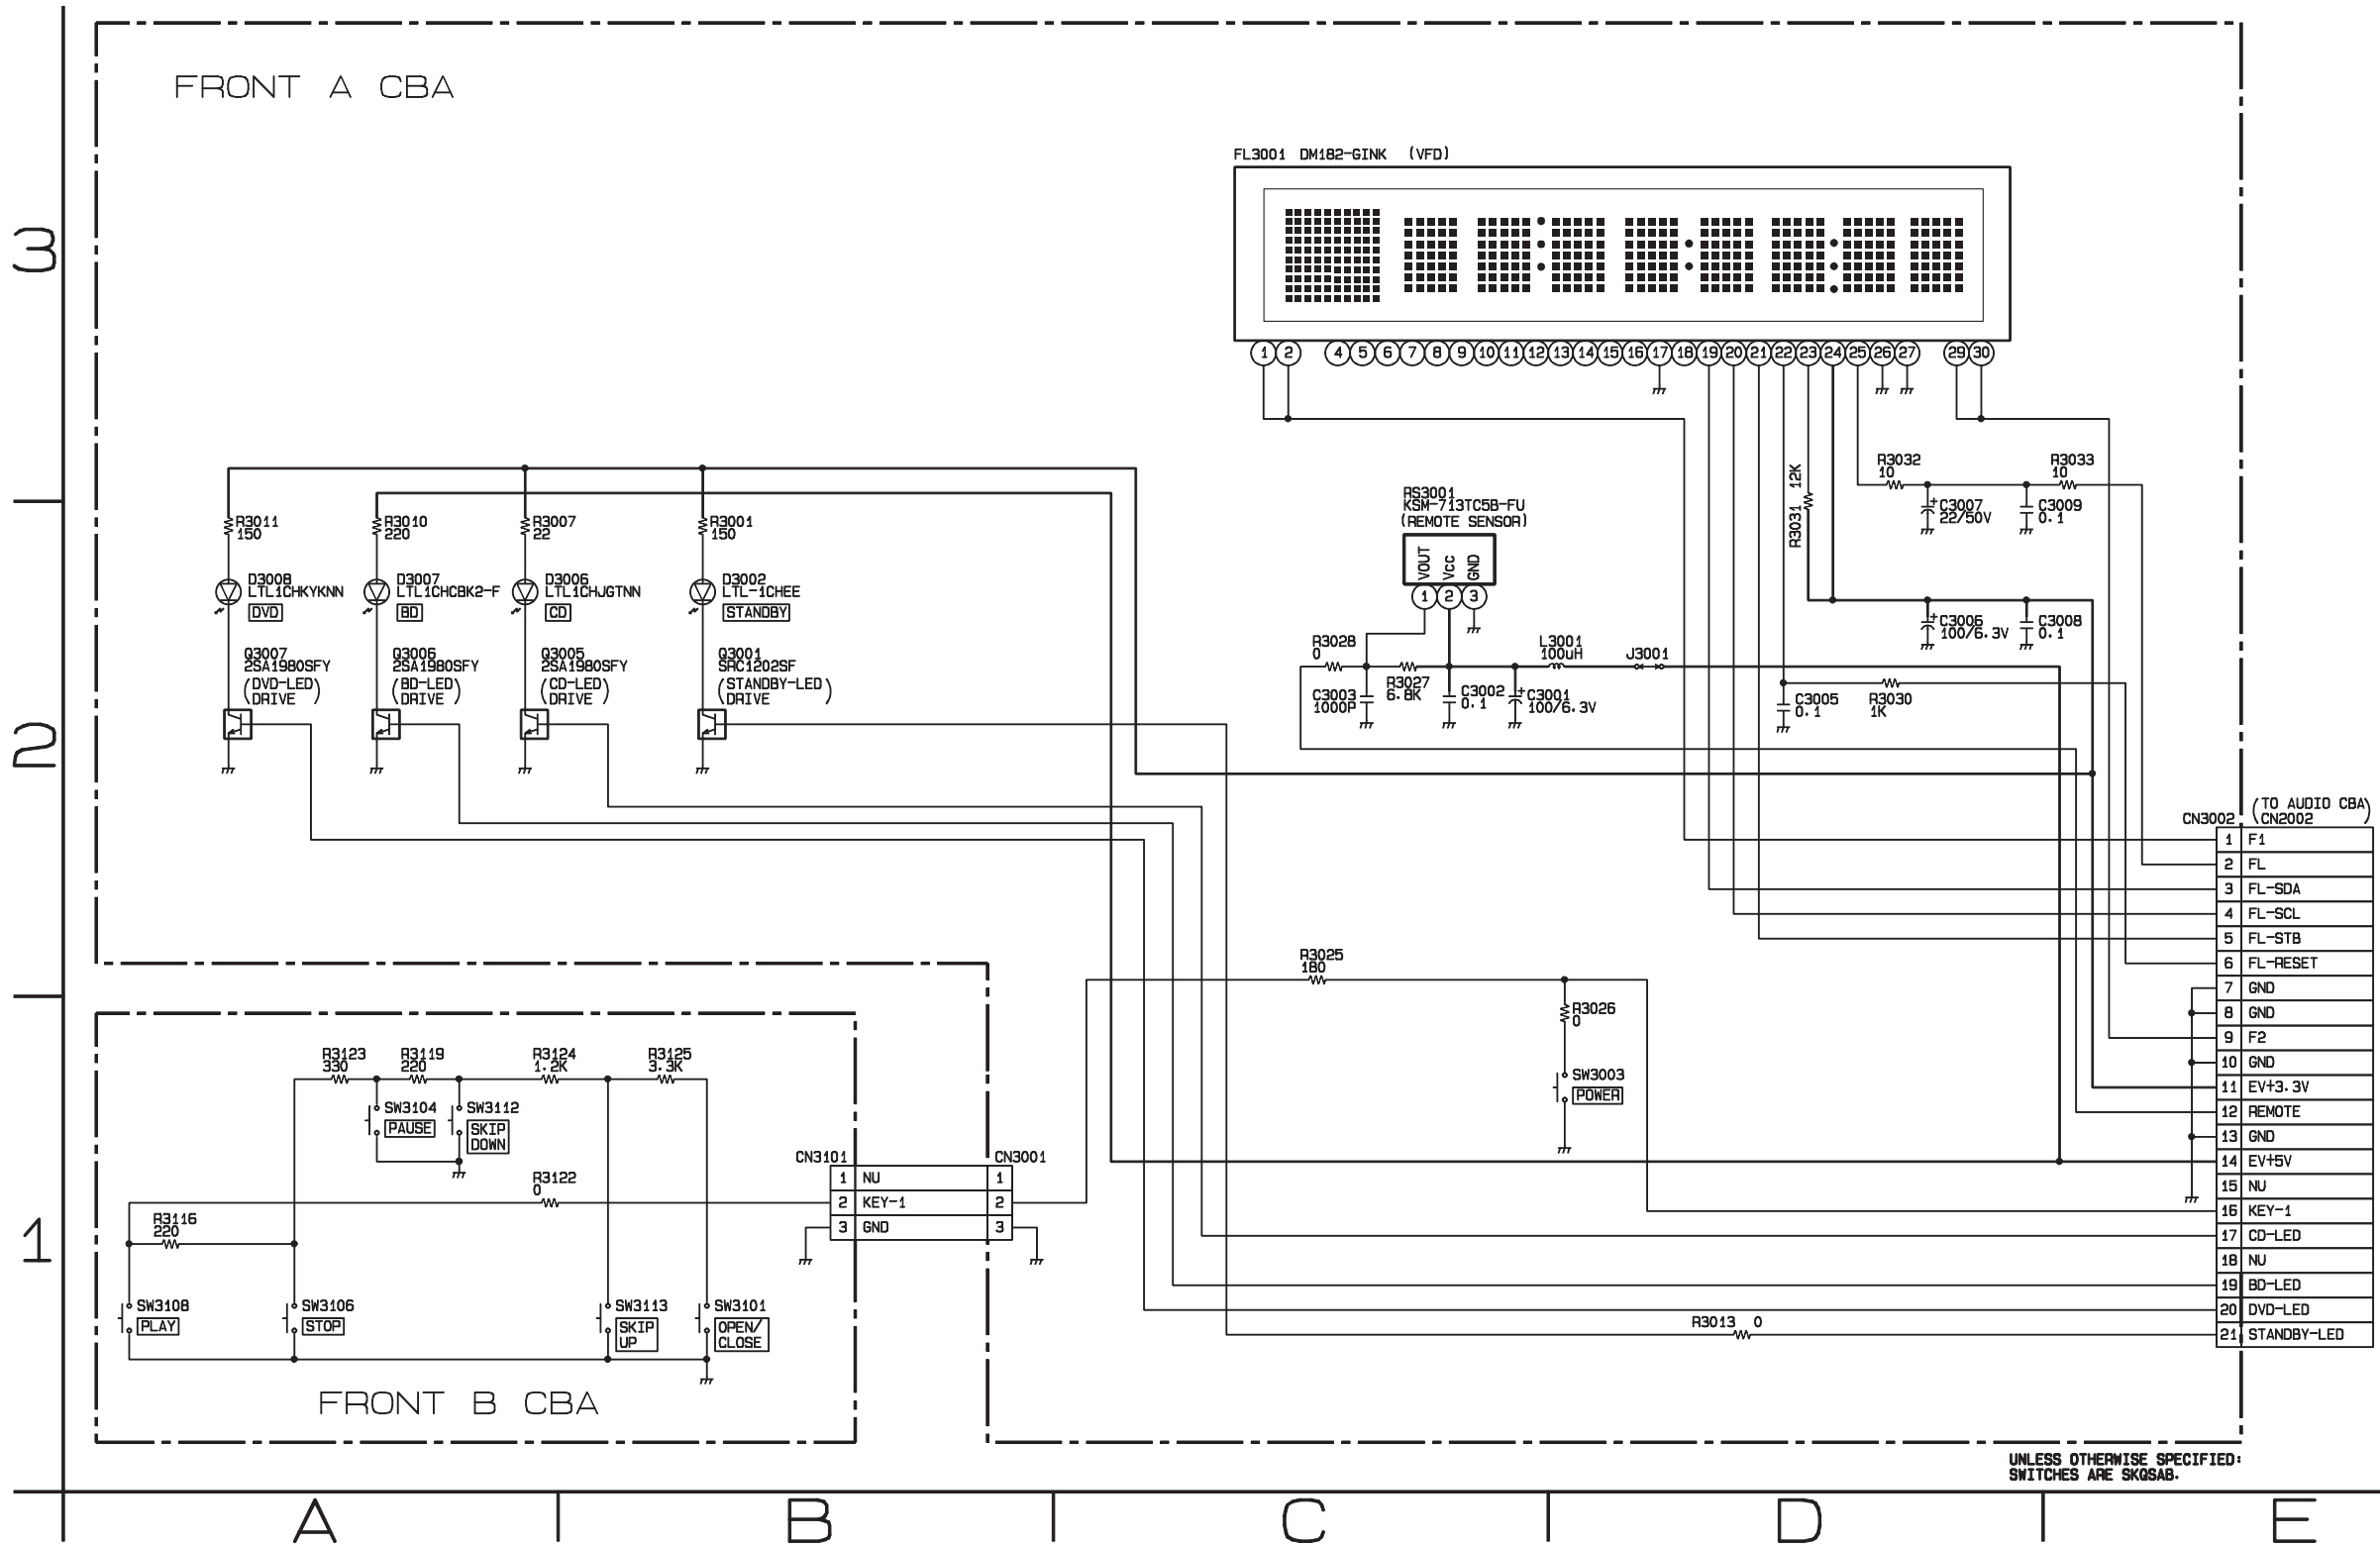 FRONT A CBA
FL3001 DM182-GINK (VFD)
1 2 4 5 6 7 8 9 10 11 12 13 14 15 16 17 18 19 20 21 22 23 24 25 26 27 29 30
3
R3032
10
R3033
10
C3007
22/50V
C3009
0.1
R3031 12K
RS3001
KSM-713TC5B-FU
(REMOTE SENSOR)
VOUT
Vcc
GND
1 2 3
R3011
150
R3010
220
R3007
22
R3001
150
D3008
LTL1CHKYKNN
DVD
D3007
LTL1CHCBK2-F
BD
D3006
LTL1CHJGTNN
CD
D3002
LTL-1CHEE
STANDBY
C3006
100/6.3V
C3008
0.1
Q3007
2SA1980SFY
(DVD-LED
DRIVE)
Q3006
2SA1980SFY
(BD-LED
DRIVE)
Q3005
2SA1980SFY
(CD-LED
DRIVE)
Q3001
SRC1202SF
(STANDBY-LED
DRIVE)
R3028
0
L3001
100uH
J3001
C3003
1000P
R3027
6.8K
C3002
0.1
C3001
100/6.3V
C3005
0.1
R3030
1K
2
CN3002
(TO AUDIO CBA
CN2002)
1 F1
2 FL
3 FL-SDA
4 FL-SCL
5 FL-STB
6 FL-RESET
7 GND
8 GND
9 F2
10 GND
11 EV+3.3V
12 REMOTE
13 GND
14 EV+5V
15 NU
16 KEY-1
17 CD-LED
18 NU
19 BD-LED
20 DVD-LED
21 STANDBY-LED
R3025
180
R3026
0
SW3003
POWER
R3123
330
R3119
220
R3124
1.2K
R3125
3.3K
SW3104
PAUSE
SW3112
SKIP
DOWN
CN3101
CN3001
1 NU 1
2 KEY-1 2
3 GND 3
R3122
0
R3116
220
1
SW3108
PLAY
SW3106
STOP
SW3113
SKIP
UP
SW3101
OPEN/
CLOSE
R3013 0
FRONT B CBA
UNLESS OTHERWISE SPECIFIED:
SWITCHES ARE SKQSAB.
A B C D E